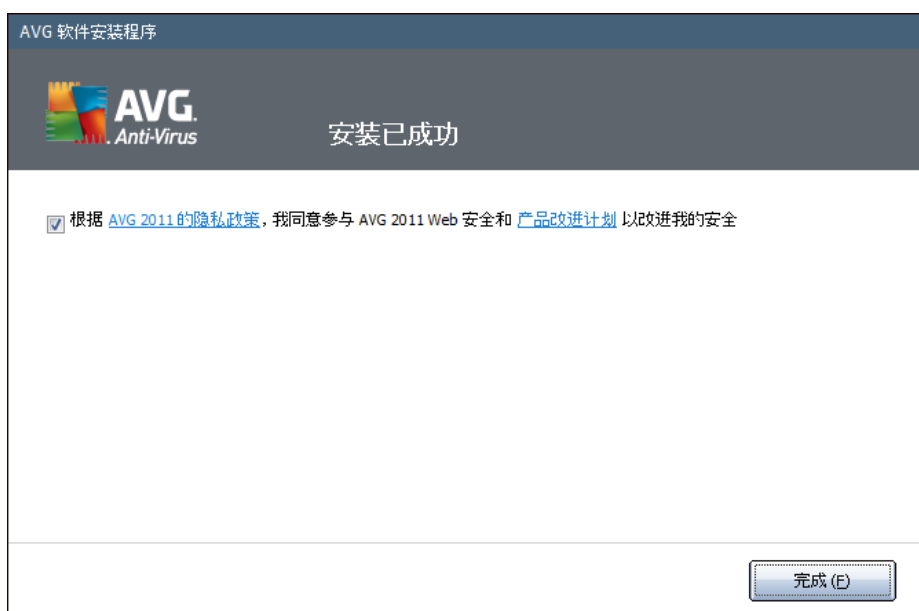 AVG 软件安装程序
AVG.
Anti-Virus
安装已成功
根据 AVG 2011 的隐私政策，我同意参与 AVG 2011 Web 安全和 产品改进计划 以改进我的安全
完成(F)